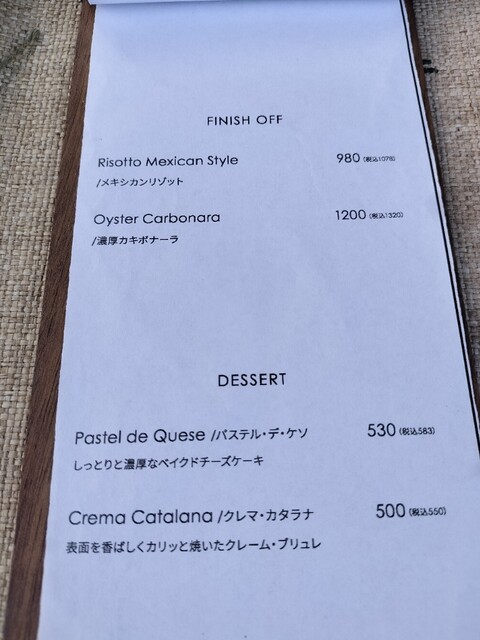 FINISH OFF
Risotto Mexican Style 980(税込1078)
/メキシカンリゾット
Oyster Carbonara 1200(税込1320)
/濃厚カキボナーラ
DESSERT
Pastel de Quese /パステル・デ・ケソ 530(税込583)
しっとりと濃厚なベイクドチーズケーキ
Crema Catalana /クレマ・カタラナ 500(税込550)
表面を香ばしくカリッと焼いたクレーム・ブリュレ